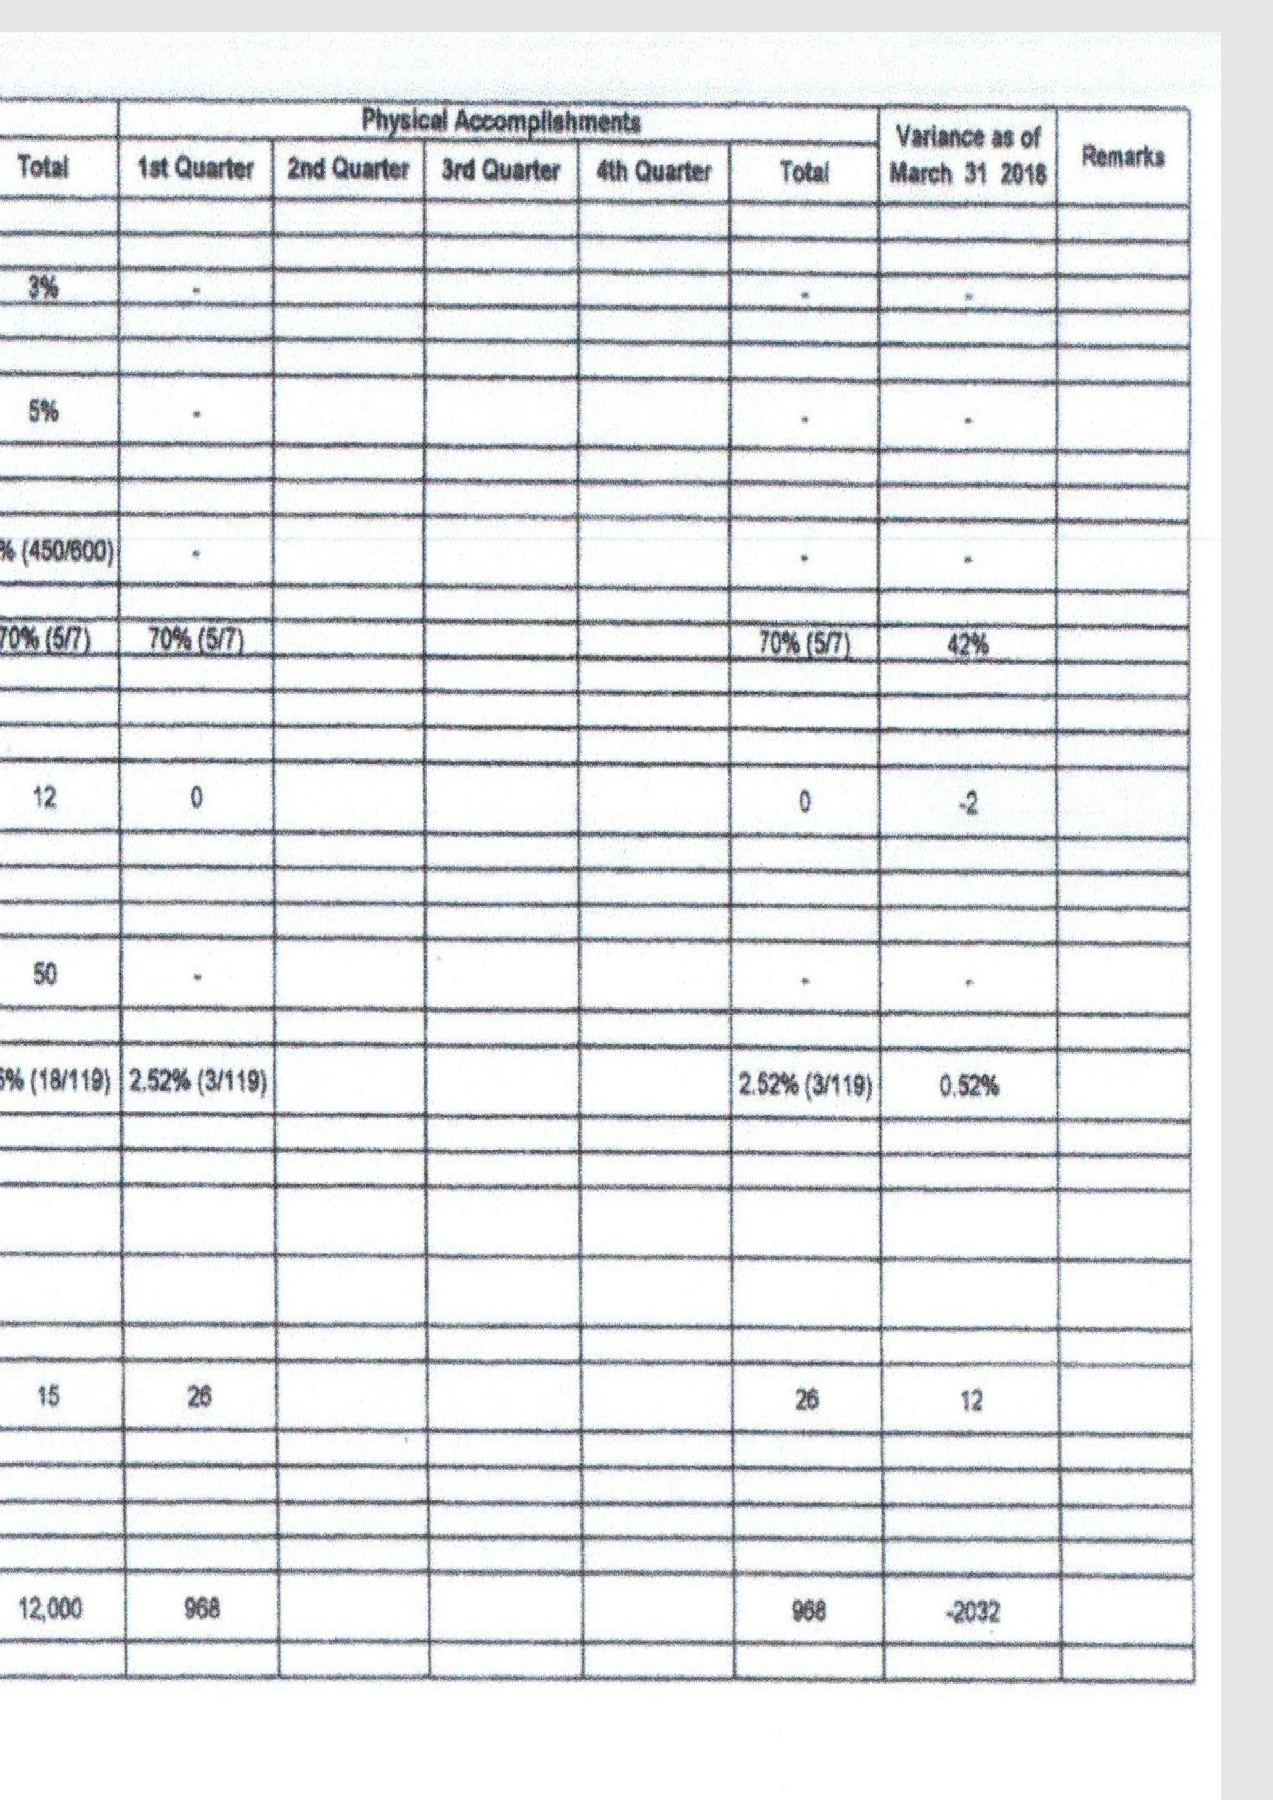 Physical Accomplishments
Variance as of
March 31 2018
Remarks
Total 1st Quarter 2nd Quarter 3rd Quarter 4th Quarter Total
3% - - -
5% - - -
% (450/600) - - -
70% (5/7) 70% (5/7) 70% (5/7) 42%
12 0 0 -2
50 - - -
% (18/119) 2.52% (3/119) 2.52% (3/119) 0.52%
15 26 26 12
12,000 968 968 -2032